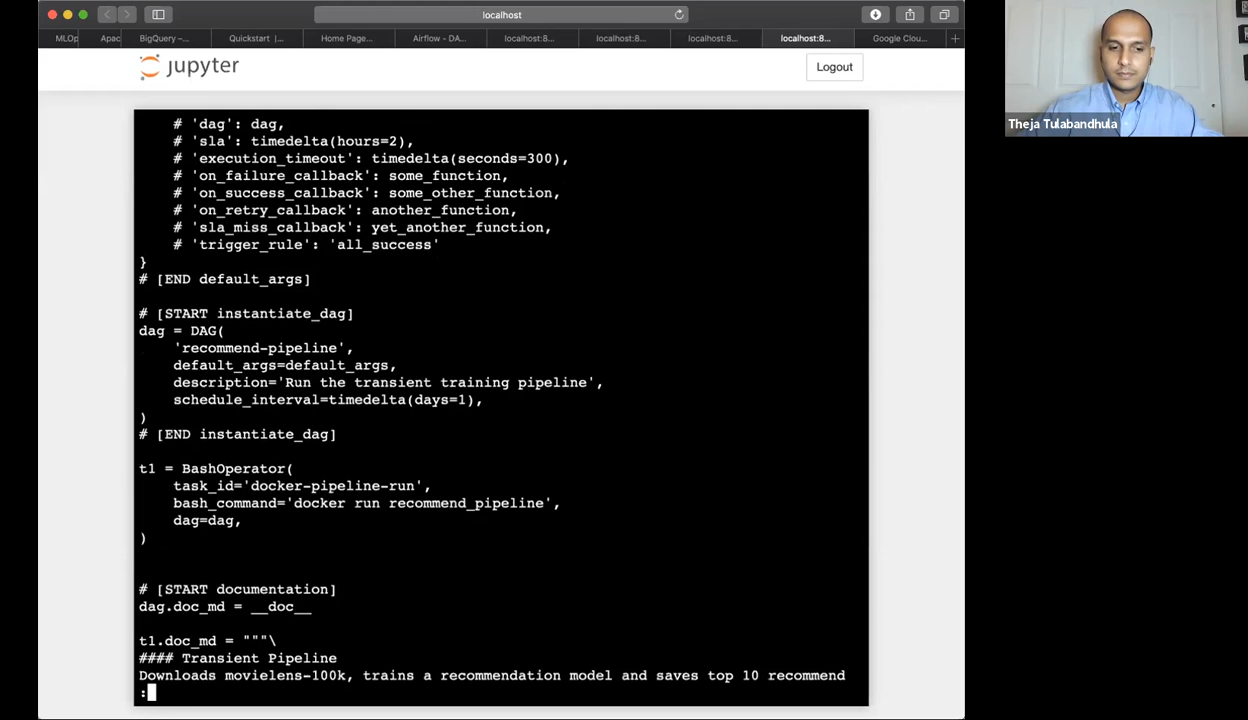 localhost
MLOp
Apac
BigQuery –...
Quickstart |...
Home Page...
Airflow - DA...
localhost:8...
localhost:8...
localhost:8...
localhost:8...
Google Clou...
jupyter
Logout
Theja Tulabandhula
# 'dag': dag,
# 'sla': timedelta(hours=2),
# 'execution_timeout': timedelta(seconds=300),
# 'on_failure_callback': some_function,
# 'on_success_callback': some_other_function,
# 'on_retry_callback': another_function,
# 'sla_miss_callback': yet_another_function,
# 'trigger_rule': 'all_success'
}
# [END default_args]
# [START instantiate_dag]
dag = DAG(
'recommend-pipeline',
default_args=default_args,
description='Run the transient training pipeline',
schedule_interval=timedelta(days=1),
)
# [END instantiate_dag]
t1 = BashOperator(
task_id='docker-pipeline-run',
bash_command='docker run recommend_pipeline',
dag=dag,
)
# [START documentation]
dag.doc_md = __doc__
t1.doc_md = """\
#### Transient Pipeline
Downloads movielens-100k, trains a recommendation model and saves top 10 recommend
: